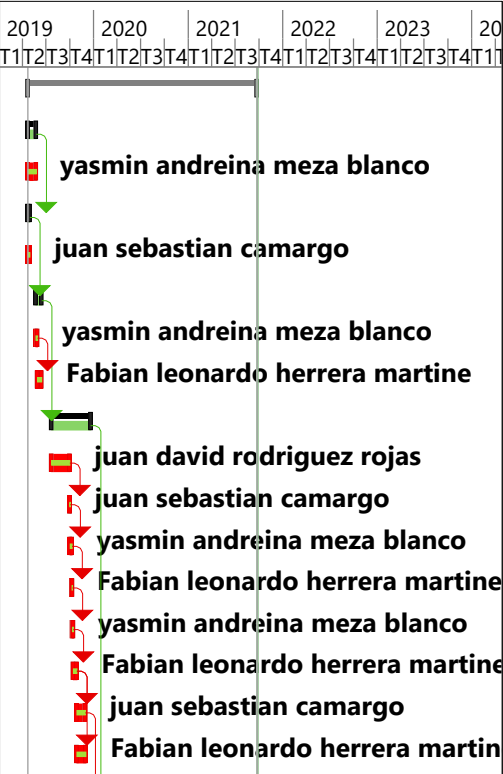 2019 2020 2021 2022 2023 20
T1 T2 T3 T4 T1 T2 T3 T4 T1 T2 T3 T4 T1 T2 T3 T4 T1 T2 T3 T4 T1
yasmin andreina meza blanco
juan sebastian camargo
yasmin andreina meza blanco
Fabian leonardo herrera martine
juan david rodriguez rojas
juan sebastian camargo
yasmin andreina meza blanco
Fabian leonardo herrera martine
yasmin andreina meza blanco
Fabian leonardo herrera martine
juan sebastian camargo
Fabian leonardo herrera martin